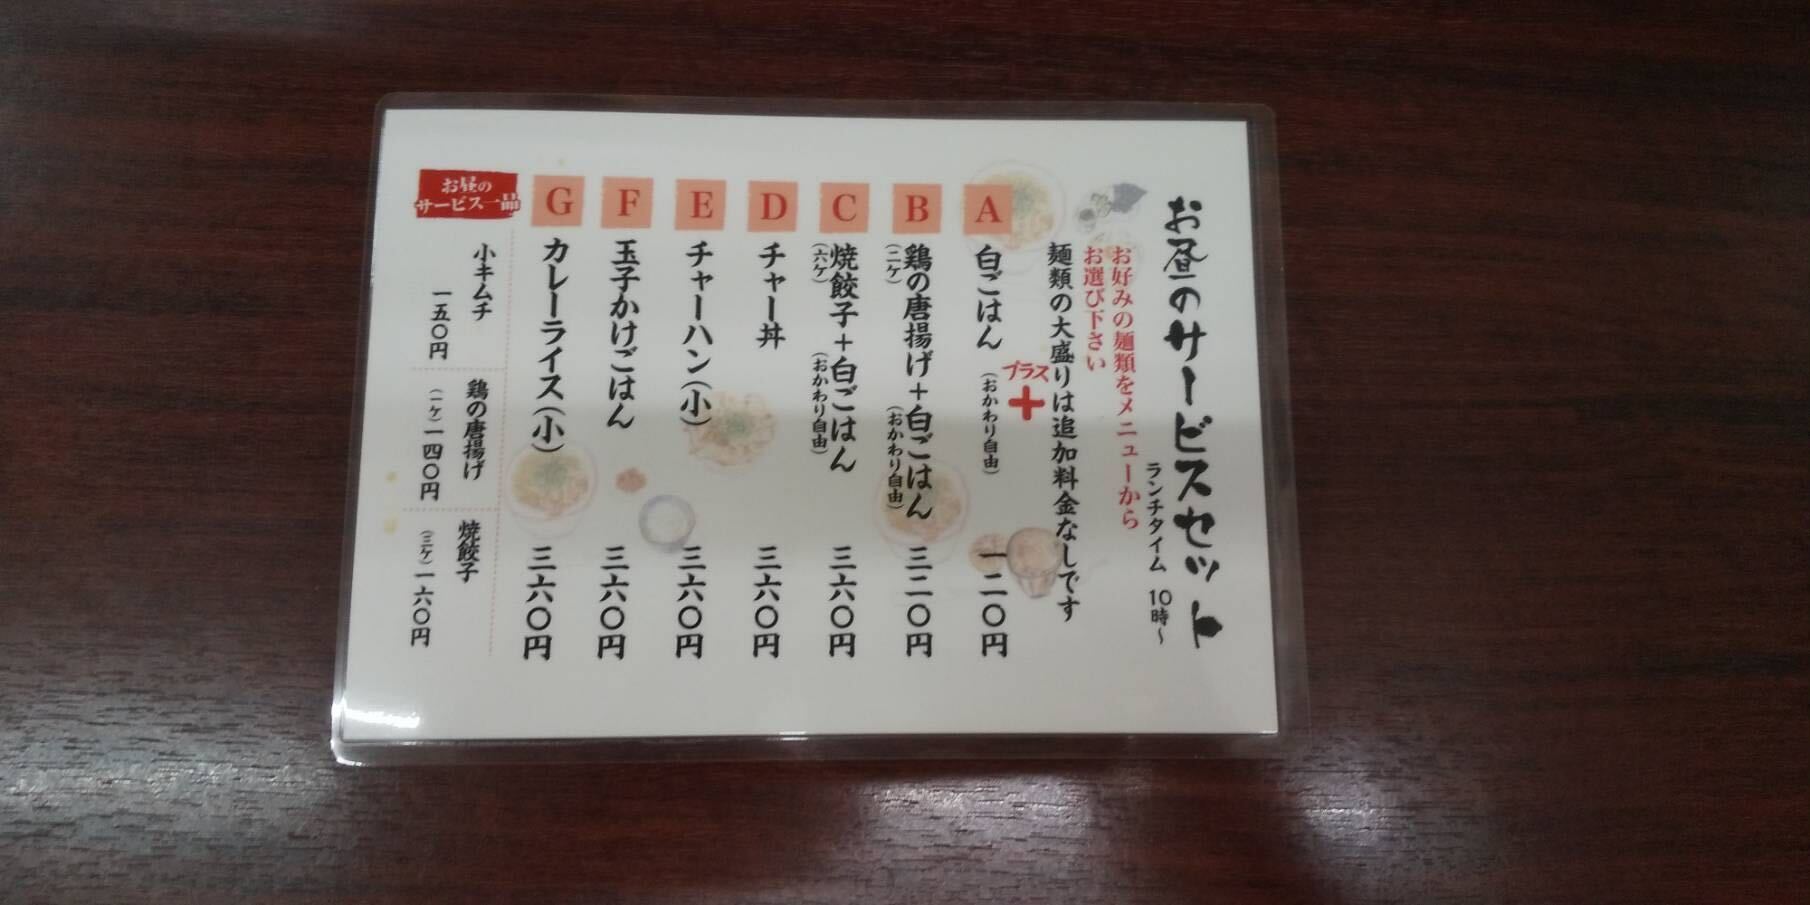 お昼のサービスセット
ランチタイム 10時～
お好みの麺類をメニューから
お選び下さい
麺類の大盛りは追加料金なしです
プラス
＋
A 白ごはん(おかわり自由) 一二〇円
B 鶏の唐揚げ＋白ごはん 三二〇円
(二ケ) (おかわり自由)
C 焼餃子＋白ごはん 三六〇円
(六ケ) (おかわり自由)
D チャー丼 三六〇円
E チャーハン(小) 三六〇円
F 玉子かけごはん 三六〇円
G カレーライス(小) 三六〇円
お昼の
サービス一品
小キムチ
一五〇円
鶏の唐揚げ
(一ケ)一四〇円
焼餃子
(三ケ)一六〇円